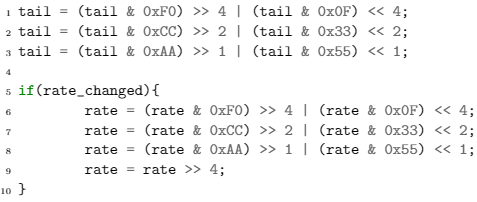 1 tail = (tail & 0xF0) >> 4 | (tail & 0x0F) << 4;
2 tail = (tail & 0xCC) >> 2 | (tail & 0x33) << 2;
3 tail = (tail & 0xAA) >> 1 | (tail & 0x55) << 1;
4
5 if(rate_changed){
6 rate = (rate & 0xF0) >> 4 | (rate & 0x0F) << 4;
7 rate = (rate & 0xCC) >> 2 | (rate & 0x33) << 2;
8 rate = (rate & 0xAA) >> 1 | (rate & 0x55) << 1;
9 rate = rate >> 4;
10 }